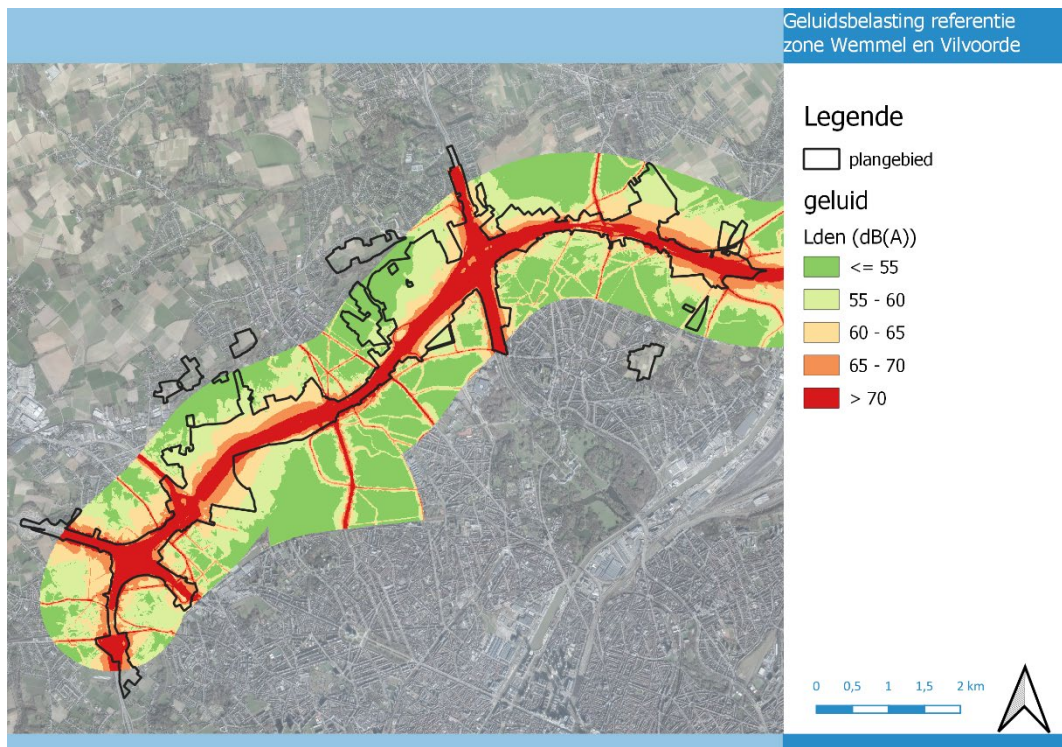 Geluidsbelasting referentie
zone Wemmel en Vilvoorde
Legende
plangebied
geluid
Lden (dB(A))
<= 55
55 - 60
60 - 65
65 - 70
> 70
0 0,5 1 1,5 2 km